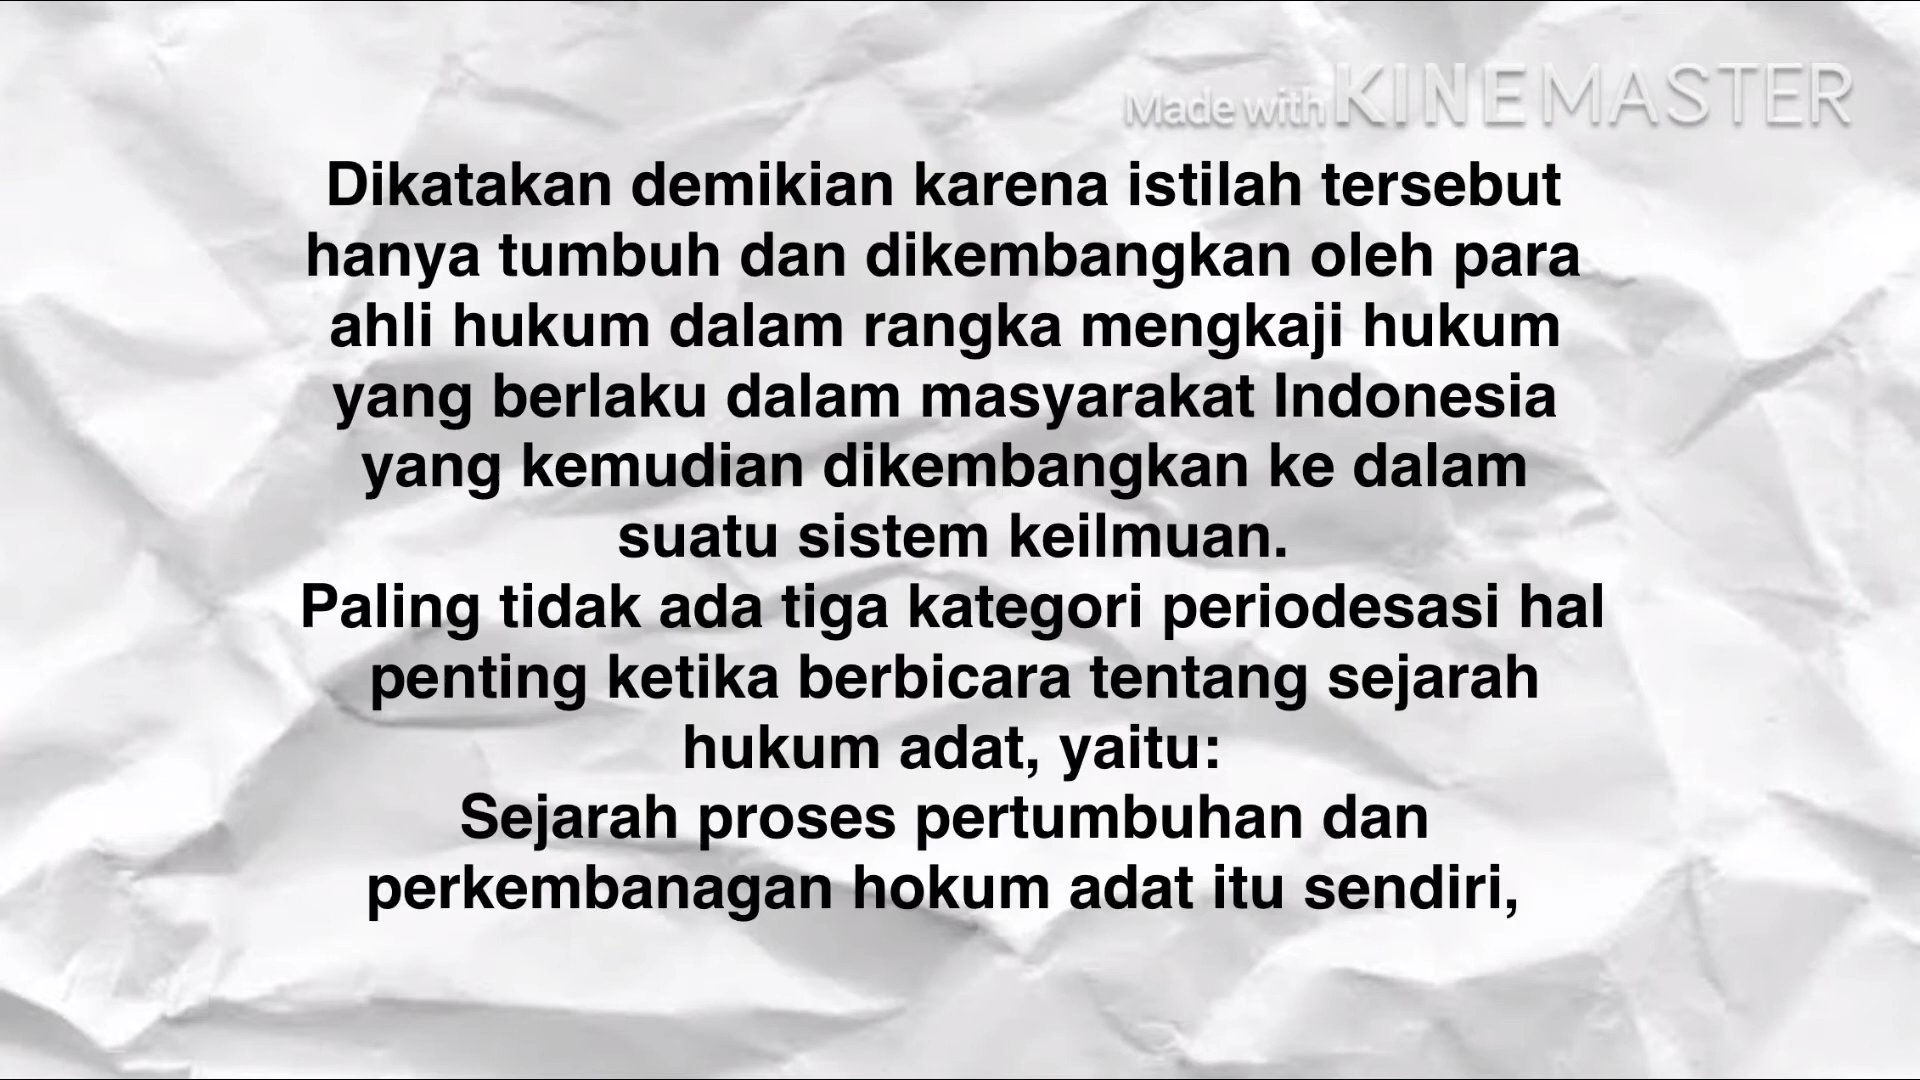 Made with KINEMASTER
Dikatakan demikian karena istilah tersebut
hanya tumbuh dan dikembangkan oleh para
ahli hukum dalam rangka mengkaji hukum
yang berlaku dalam masyarakat Indonesia
yang kemudian dikembangkan ke dalam
suatu sistem keilmuan.
Paling tidak ada tiga kategori periodesasi hal
penting ketika berbicara tentang sejarah
hukum adat, yaitu:
Sejarah proses pertumbuhan dan
perkembanagan hokum adat itu sendiri,